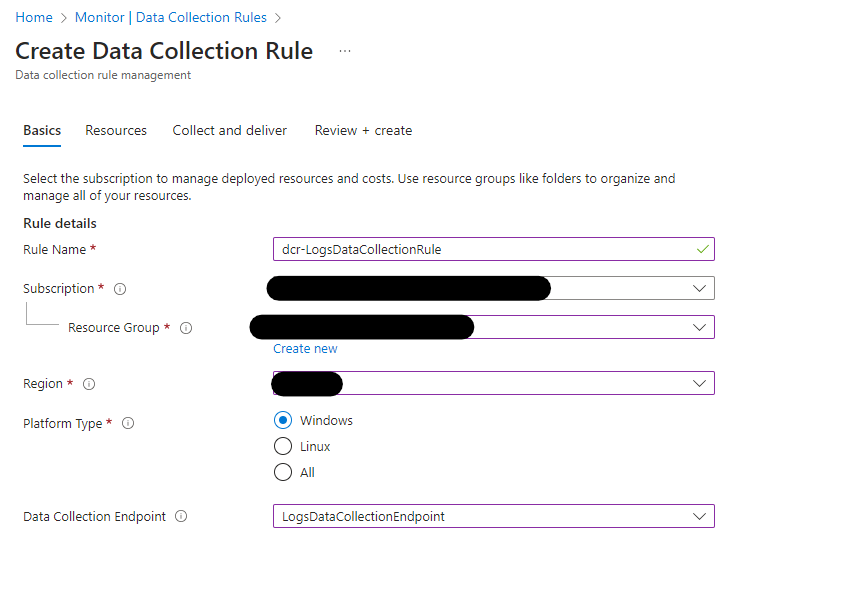 Home > Monitor | Data Collection Rules >
Create Data Collection Rule ...
Data collection rule management
Basics Resources Collect and deliver Review + create
Select the subscription to manage deployed resources and costs. Use resource groups like folders to organize and
manage all of your resources.
Rule details
Rule Name * dcr-LogsDataCollectionRule
Subscription *
Resource Group *
Create new
Region *
Platform Type * Windows
Linux
All
Data Collection Endpoint LogsDataCollectionEndpoint